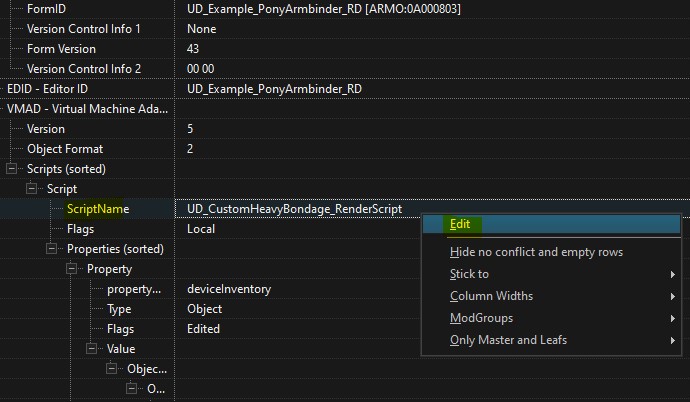 FormID UD_Example_PonyArmbinder_RD [ARMO:0A000803]
Version Control Info 1 None
Form Version 43
Version Control Info 2 00 00
EDID - Editor ID UD_Example_PonyArmbinder_RD
VMAD - Virtual Machine Ada...
Version 5
Object Format 2
Scripts (sorted)
Script
ScriptName UD_CustomHeavyBondage_RenderScript
Flags Local
Properties (sorted)
Property
property... deviceInventory
Type Object
Flags Edited
Value
Objec...
O...
Edit
Hide no conflict and empty rows
Stick to
Column Widths
ModGroups
Only Master and Leafs